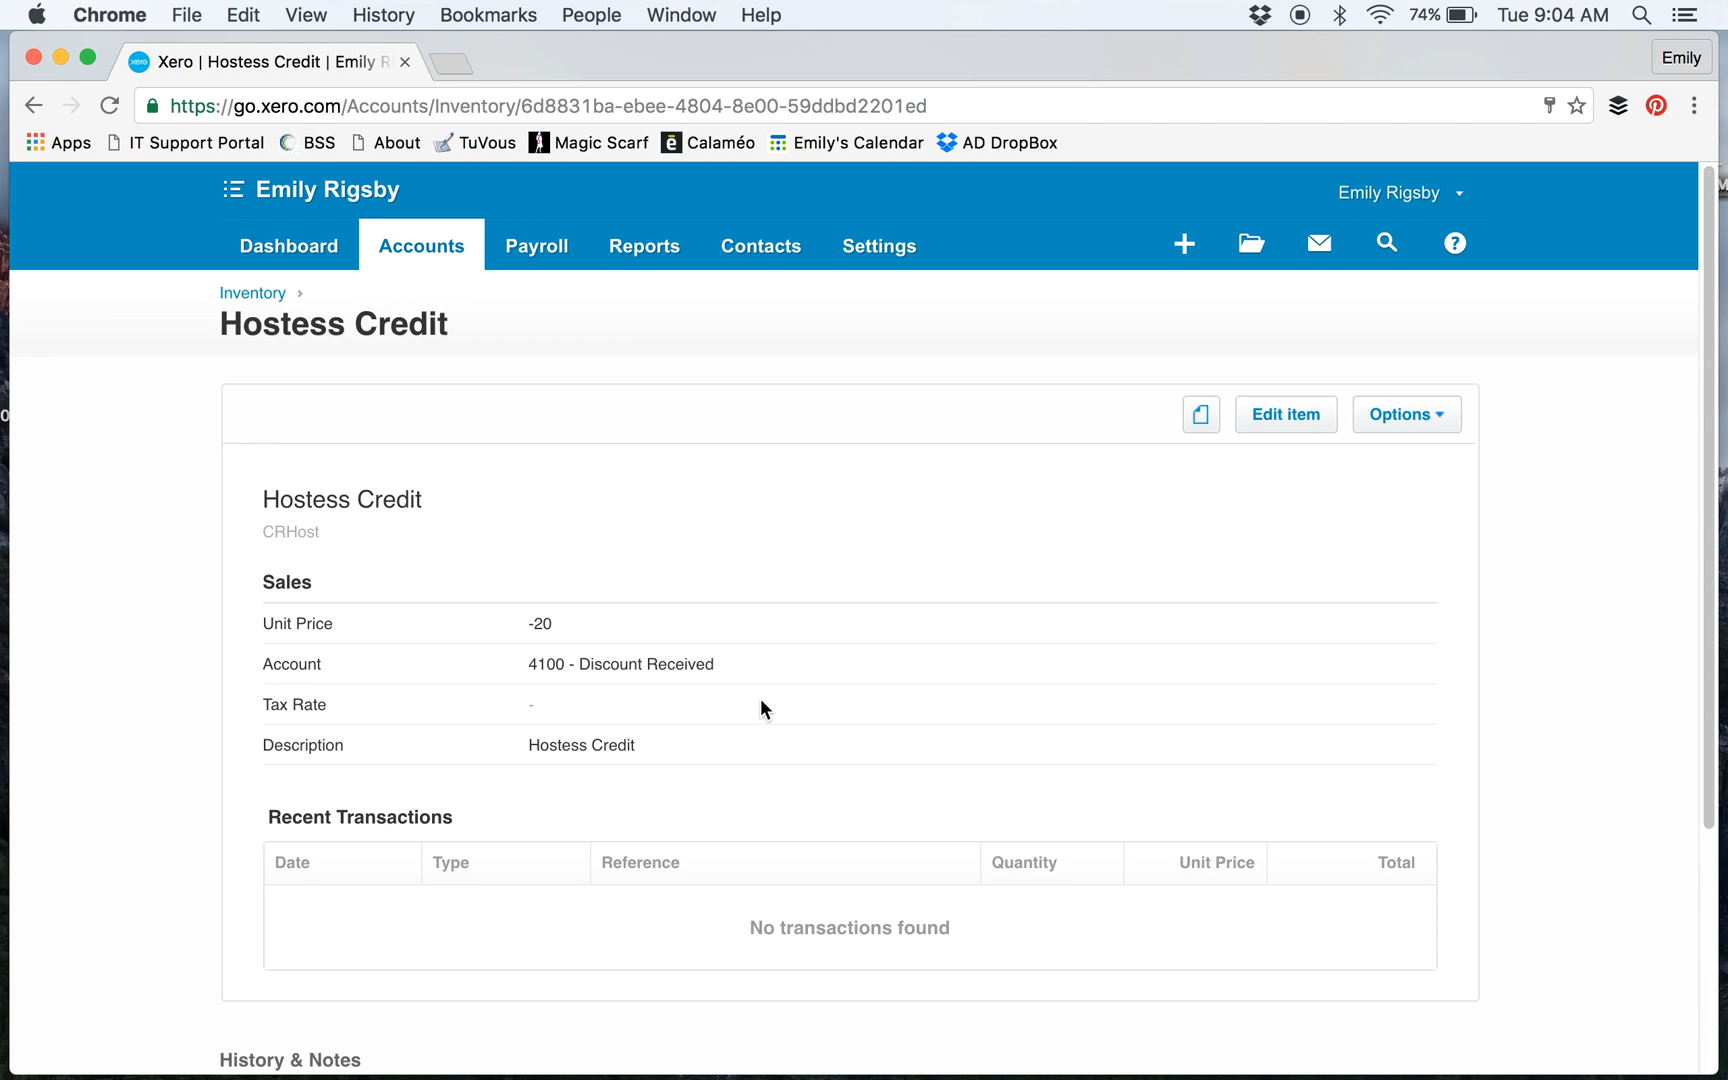 Chrome File Edit View History Bookmarks People Window Help 74% Tue 9:04 AM
xero Xero | Hostess Credit | Emily R Emily
https://go.xero.com/Accounts/Inventory/6d8831ba-ebee-4804-8e00-59ddbd2201ed
Apps IT Support Portal BSS About TuVous Magic Scarf Calaméo Emily's Calendar AD DropBox
Emily Rigsby Emily Rigsby
Dashboard Accounts Payroll Reports Contacts Settings
Inventory ›
Hostess Credit
Edit item Options
Hostess Credit
CRHost
Sales
Unit Price -20
Account 4100 - Discount Received
Tax Rate -
Description Hostess Credit
Recent Transactions
Date Type Reference Quantity Unit Price Total
No transactions found
History & Notes